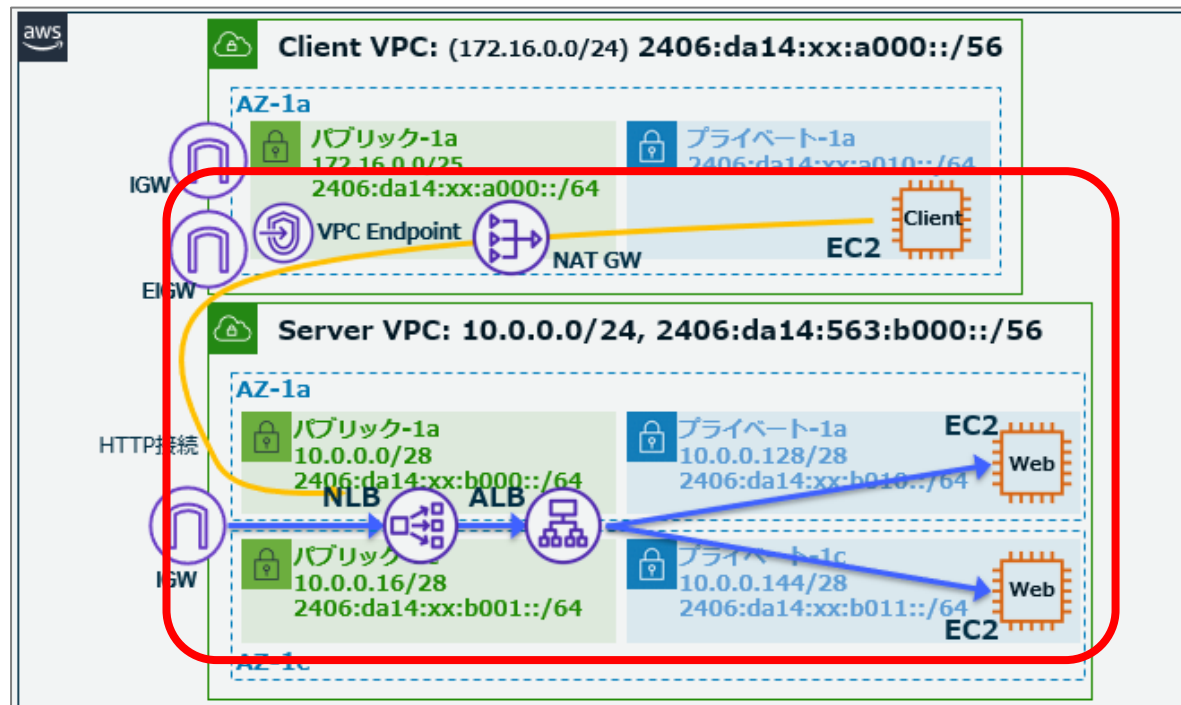 aws
Client VPC: (172.16.0.0/24) 2406:da14:xx:a000::/56
AZ-1a
パブリック-1a
172.16.0.0/25
2406:da14:xx:a000::/64
プライベート-1a
2406:da14:xx:a010::/64
IGW
VPC Endpoint
NAT GW
Client
EC2
EIGW
Server VPC: 10.0.0.0/24, 2406:da14:563:b000::/56
AZ-1a
パブリック-1a
10.0.0.0/28
2406:da14:xx:b000::/64
プライベート-1a
10.0.0.128/28
2406:da14:xx:b010::/64
EC2
Web
HTTP接続
NLB
ALB
IGW
パブリック
10.0.0.16/28
2406:da14:xx:b001::/64
プライベート-1c
10.0.0.144/28
2406:da14:xx:b011::/64
Web
EC2
AZ-1c